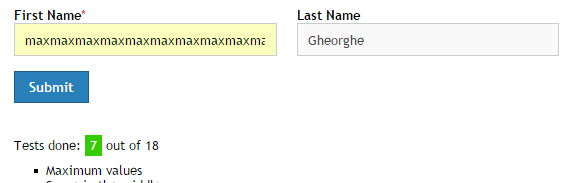 First Name* Last Name
maxmaxmaxmaxmaxmaxmaxmaxma Gheorghe
Submit
Tests done: 7 out of 18
Maximum values